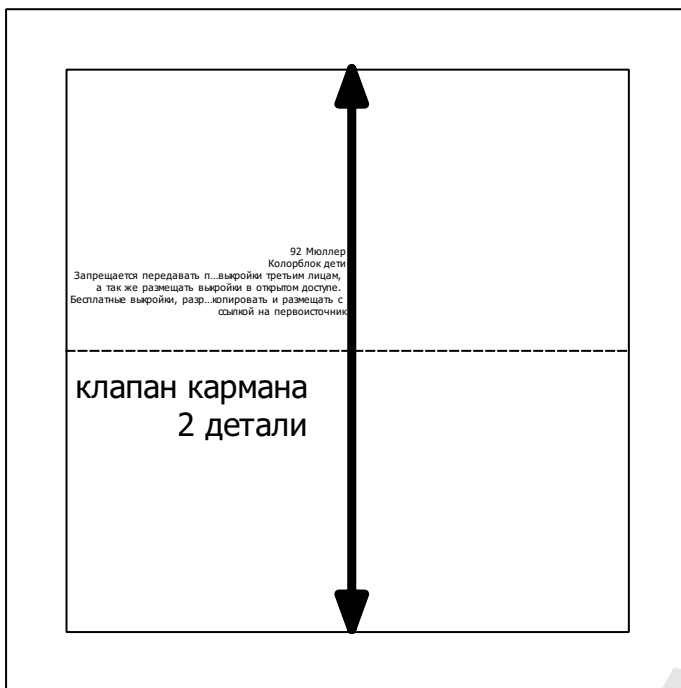 92 Мюллер
Колорблок дети
Запрещается передавать п...выкройки третьим лицам,
а так же размещать выкройки в открытом доступе.
Бесплатные выкройки, разр...копировать и размещать с
ссылкой на первоисточник
клапан кармана
2 детали